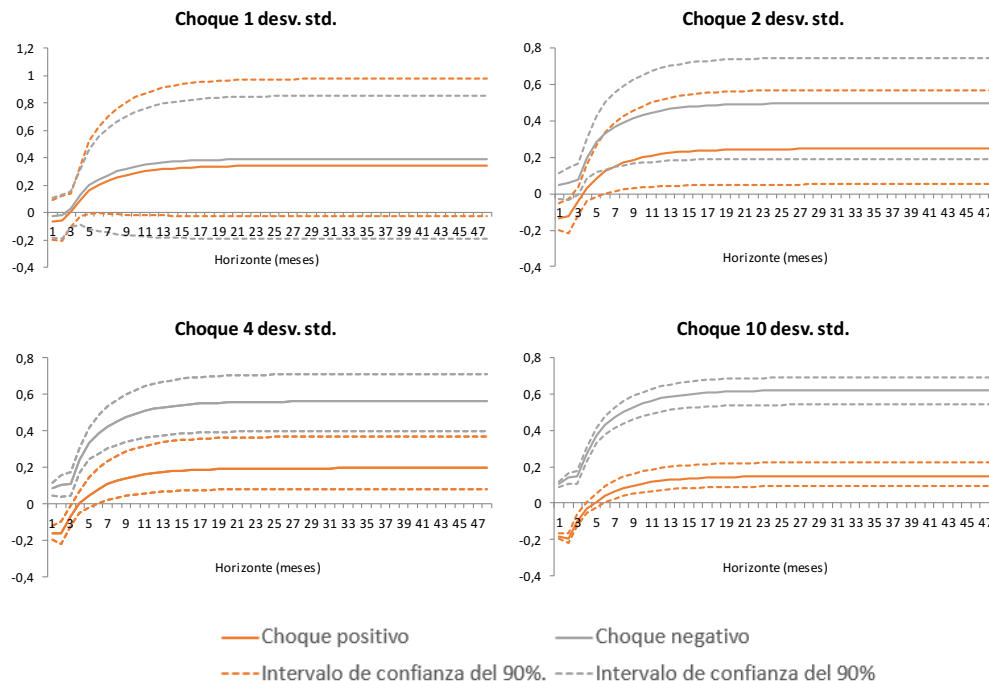 Choque 1 desv. std.
1,2
1
0,8
0,6
0,4
0,2
0
-0,2
-0,4
1 3 5 7 9 11 13 15 17 19 21 23 25 27 29 31 33 35 37 39 41 43 45 47
Horizonte (meses)
Choque 2 desv. std.
0,8
0,6
0,4
0,2
0
-0,2
-0,4
1 3 5 7 9 11 13 15 17 19 21 23 25 27 29 31 33 35 37 39 41 43 45 47
Horizonte (meses)
Choque 4 desv. std.
0,8
0,6
0,4
0,2
0
-0,2
-0,4
1 3 5 7 9 11 13 15 17 19 21 23 25 27 29 31 33 35 37 39 41 43 45 47
Horizonte (meses)
Choque 10 desv. std.
0,8
0,6
0,4
0,2
0
-0,2
-0,4
1 3 5 7 9 11 13 15 17 19 21 23 25 27 29 31 33 35 37 39 41 43 45 47
Horizonte (meses)
Choque positivo
Choque negativo
Intervalo de confianza del 90%.
Intervalo de confianza del 90%